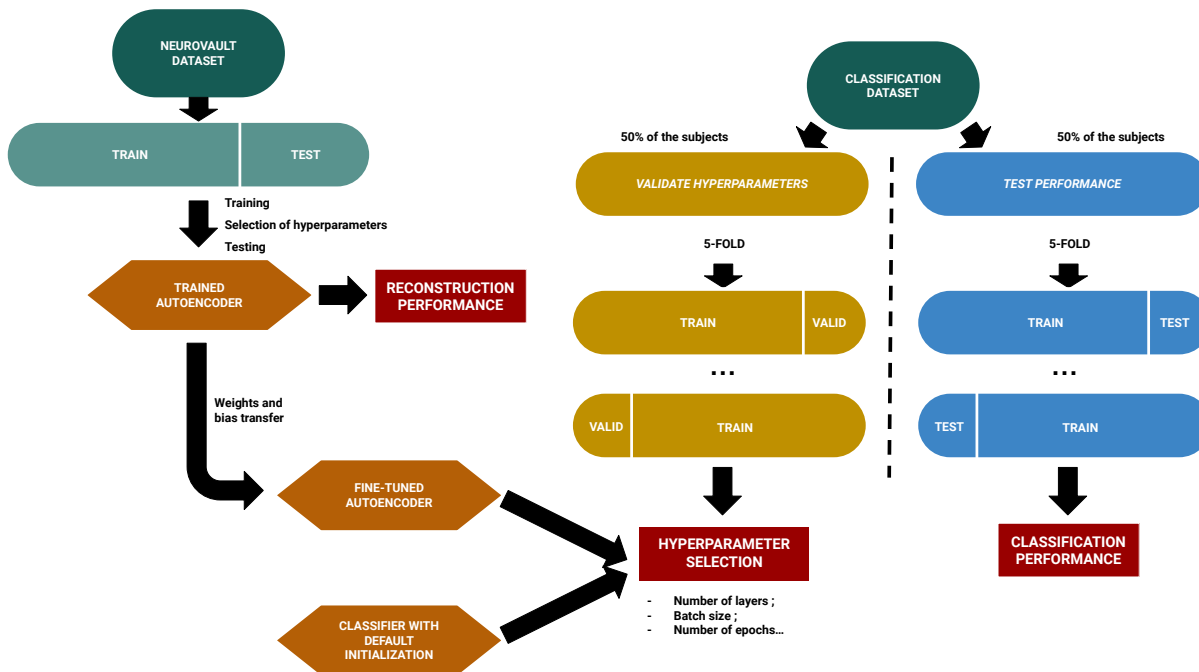 NEUROVAULT
DATASET
TRAIN
TEST
Training
Selection of hyperparameters
Testing
TRAINED
AUTOENCODER
RECONSTRUCTION
PERFORMANCE
Weights and
bias transfer
FINE-TUNED
AUTOENCODER
CLASSIFIER WITH
DEFAULT
INITIALIZATION
CLASSIFICATION
DATASET
50% of the subjects
50% of the subjects
VALIDATE HYPERPARAMETERS
TEST PERFORMANCE
5-FOLD
5-FOLD
TRAIN
VALID
TRAIN
TEST
...
...
VALID
TRAIN
TEST
TRAIN
HYPERPARAMETER
SELECTION
- Number of layers ;
- Batch size ;
- Number of epochs...
CLASSIFICATION
PERFORMANCE